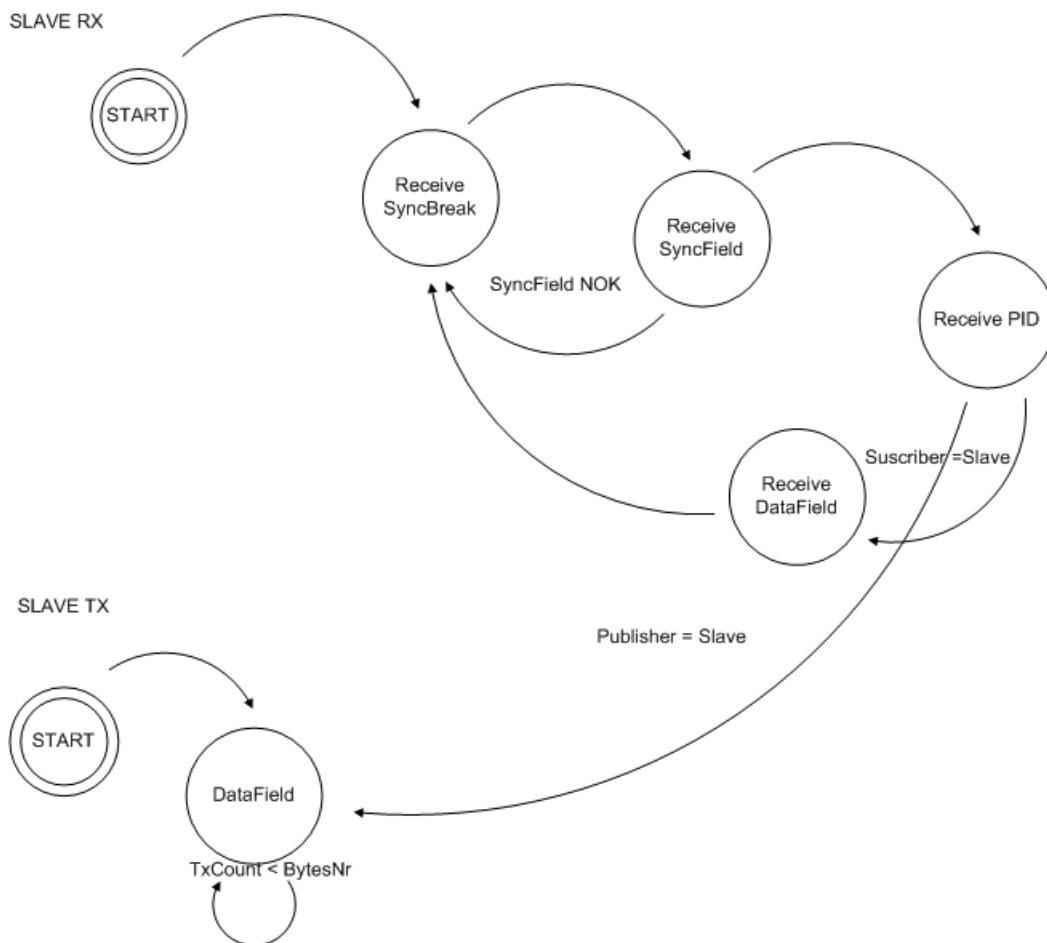 SLAVE RX
START
Receive
SyncBreak
Receive
SyncField
SyncField NOK
Receive PID
Suscriber =Slave
Receive
DataField
SLAVE TX
Publisher = Slave
START
DataField
TxCount < BytesNr